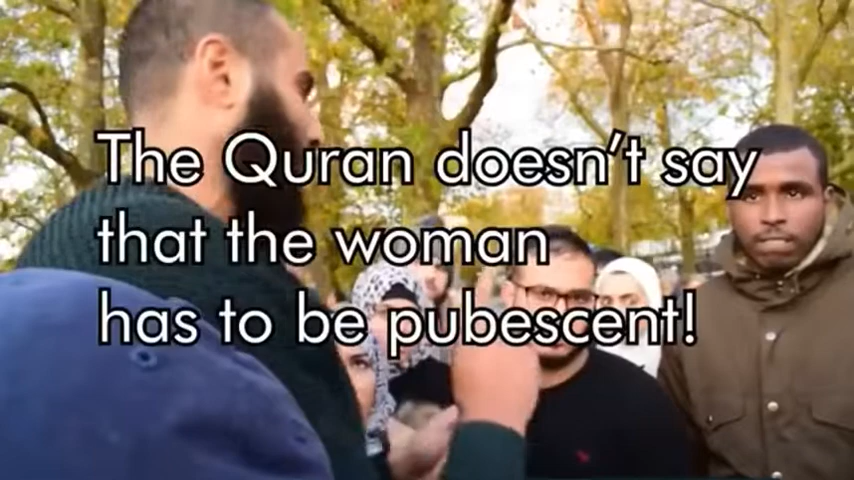 The Quran doesn't say
that the woman
has to be pubescent!